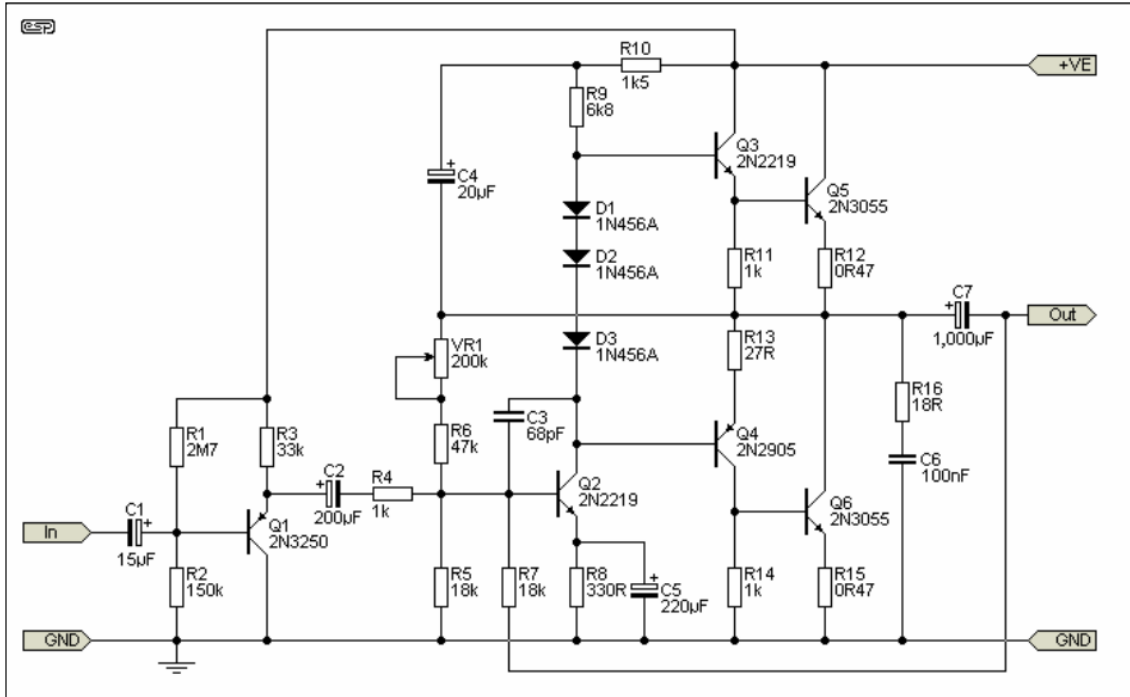 esp
R10
1k5
+VE
R9
6k8
Q3
2N2219
C4
20µF
+
Q5
2N3055
D1
1N456A
D2
1N456A
R11
1k
R12
0R47
C7
+
1,000µF
Out
D3
1N456A
R13
27R
VR1
200k
R16
18R
C3
68pF
R1
2M7
R3
33k
R6
47k
Q4
2N2905
C6
100nF
C2
+
200µF
R4
1k
Q2
2N2219
Q6
2N3055
In
C1
+
15µF
Q1
2N3250
R2
150k
R5
18k
R7
18k
R8
330R
+
C5
220µF
R14
1k
R15
0R47
GND
GND